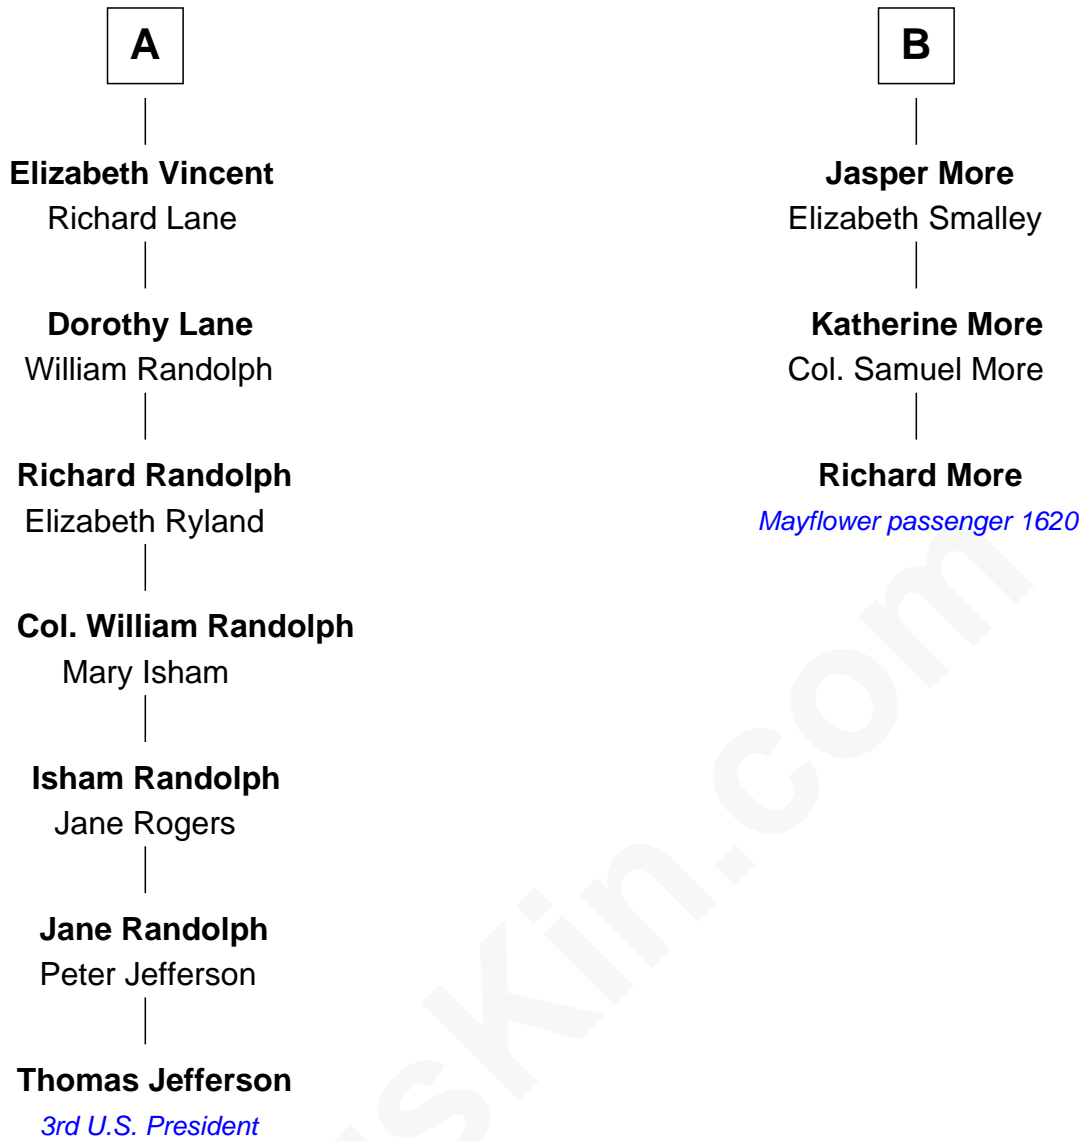 A
Elizabeth Vincent
Richard Lane
Dorothy Lane
William Randolph
Richard Randolph
Elizabeth Ryland
Col. William Randolph
Mary Isham
Isham Randolph
Jane Rogers
Jane Randolph
Peter Jefferson
Thomas Jefferson
3rd U.S. President
B
Jasper More
Elizabeth Smalley
Katherine More
Col. Samuel More
Richard More
Mayflower passenger 1620